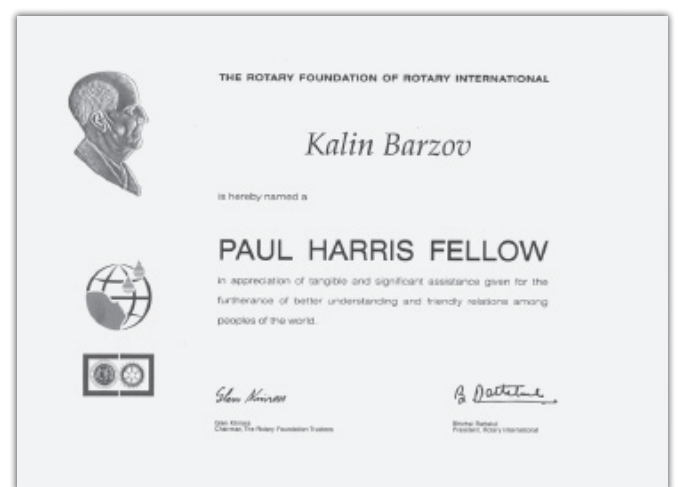 THE ROTARY FOUNDATION OF ROTARY INTERNATIONAL
Kalin Barzov
is hereby named a
PAUL HARRIS FELLOW
in appreciation of tangible and significant assistance given for the
furtherance of better understanding and friendly relations among
peoples of the world.
Glen Kinross
Chairman, The Rotary Foundation Trustees
President, Rotary International